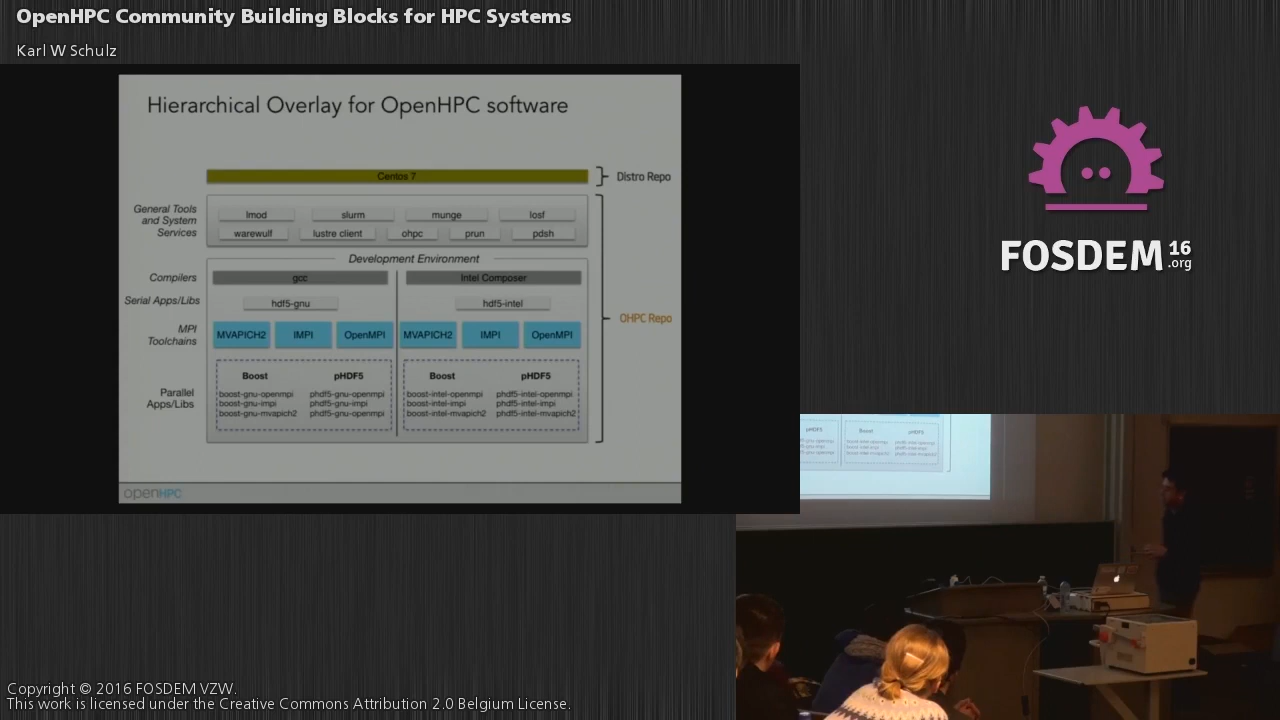 OpenHPC Community Building Blocks for HPC Systems
Karl W Schulz
Hierarchical Overlay for OpenHPC software
Centos 7
Distro Repo
General Tools and System Services
lmod slurm munge losf
warewulf lustre client ohpc prun pdsh
Development Environment
Compilers
gcc Intel Composer
Serial Apps/Libs
hdf5-gnu hdf5-intel
OHPC Repo
MPI Toolchains
MVAPICH2 IMPI OpenMPI MVAPICH2 IMPI OpenMPI
Parallel Apps/Libs
Boost pHDF5 Boost pHDF5
boost-gnu-openmpi phdf5-gnu-openmpi boost-intel-openmpi phdf5-intel-openmpi
boost-gnu-impi phdf5-gnu-impi boost-intel-impi phdf5-intel-impi
boost-gnu-mvapich2 phdf5-gnu-openmpi boost-intel-mvapich2 phdf5-intel-mvapich2
openHPC
FOSDEM 16 .org
pHDF5 Boost pHDF5
Copyright © 2016 FOSDEM VZW.
This work is licensed under the Creative Commons Attribution 2.0 Belgium License.